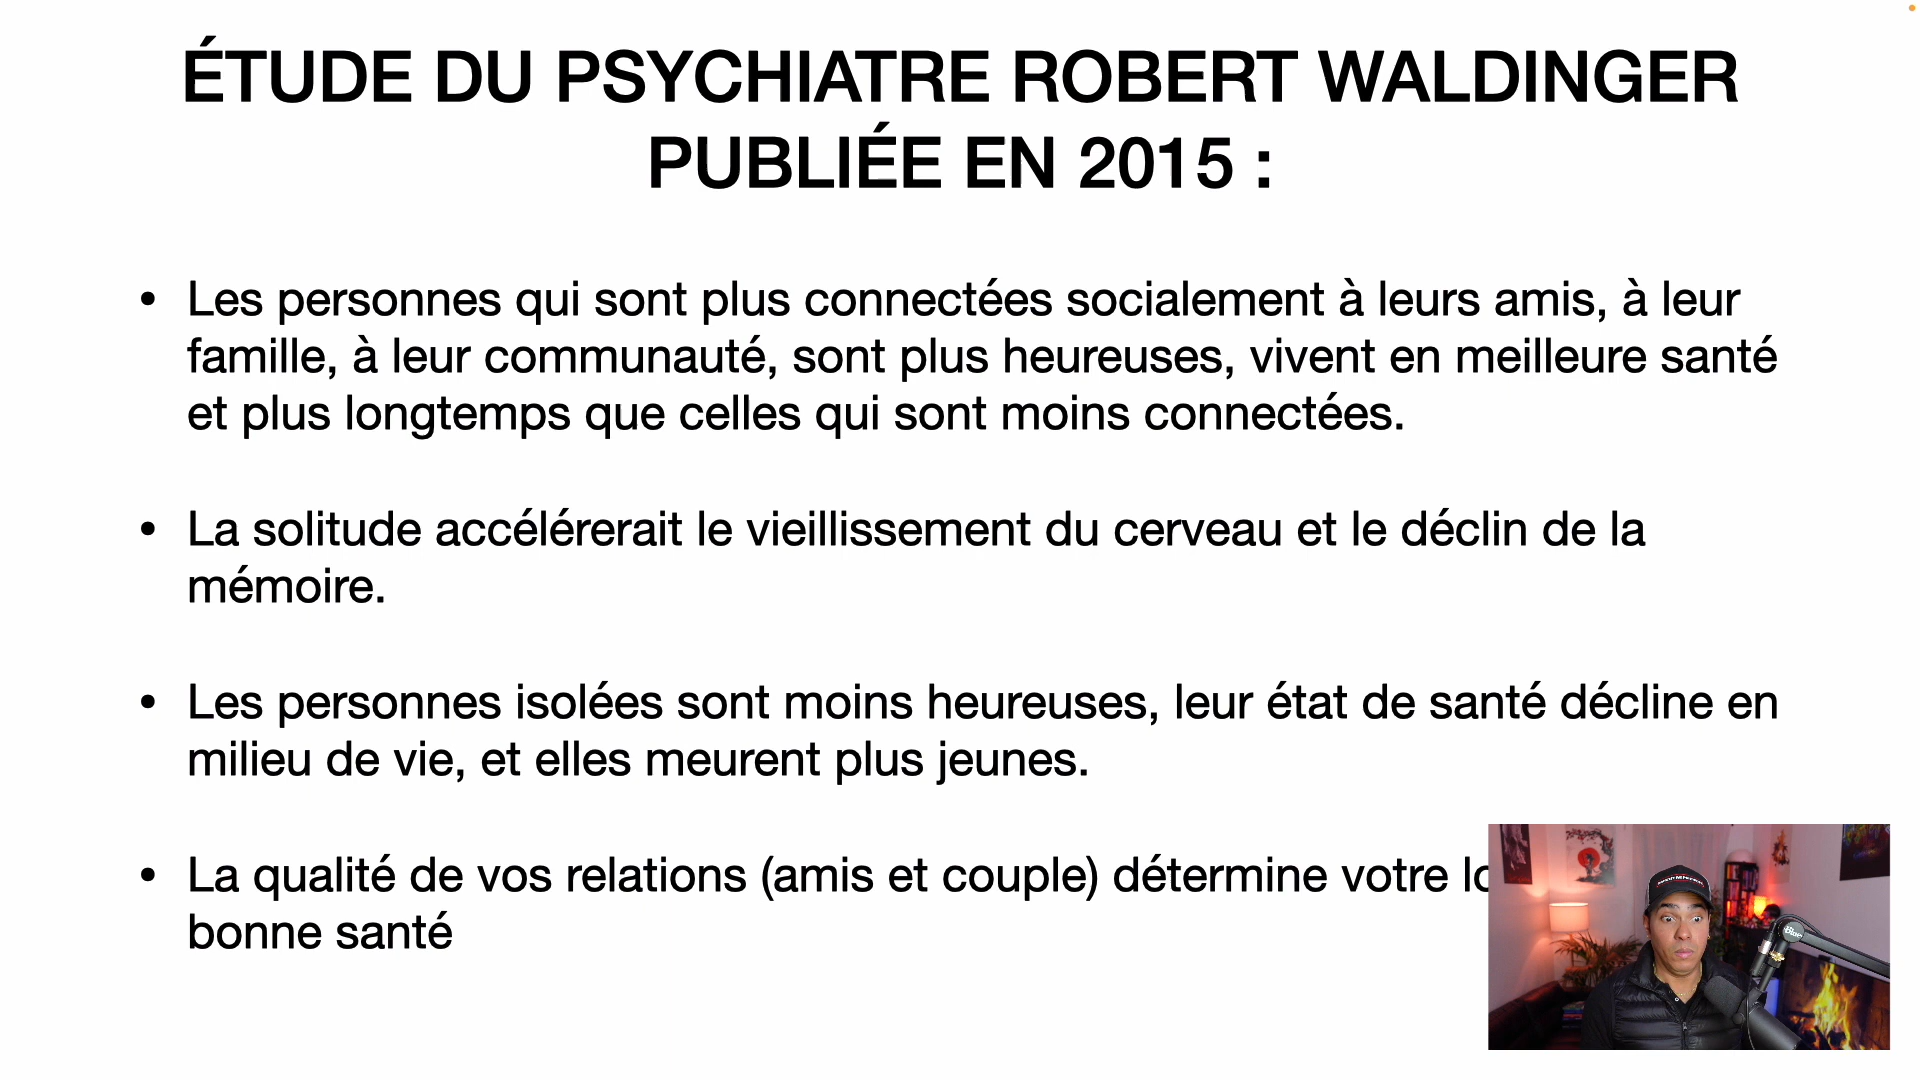 ÉTUDE DU PSYCHIATRE ROBERT WALDINGER
PUBLIÉE EN 2015 :
• Les personnes qui sont plus connectées socialement à leurs amis, à leur
famille, à leur communauté, sont plus heureuses, vivent en meilleure santé
et plus longtemps que celles qui sont moins connectées.
• La solitude accélérerait le vieillissement du cerveau et le déclin de la
mémoire.
• Les personnes isolées sont moins heureuses, leur état de santé décline en
milieu de vie, et elles meurent plus jeunes.
• La qualité de vos relations (amis et couple) détermine votre
bonne santé